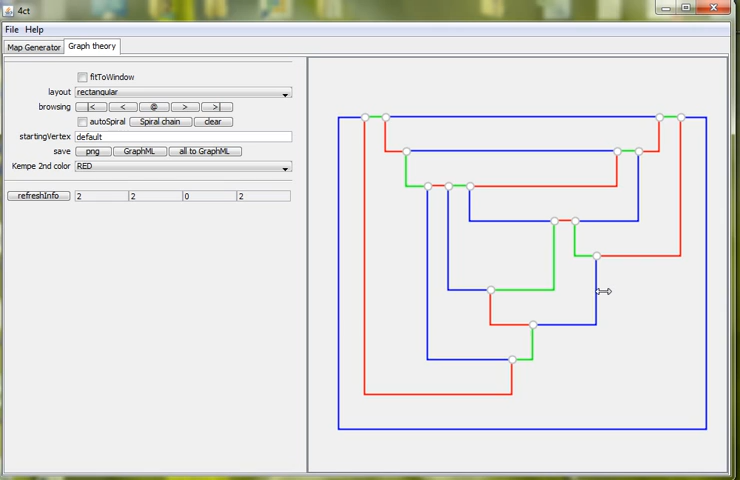 4ct
File Help
Map Generator Graph theory
fitToWindow
layout rectangular
browsing |< < @ > >|
autoSpiral Spiral chain clear
startingVertex default
save png GraphML all to GraphML
Kempe 2nd color RED
refreshInfo 2 2 0 2